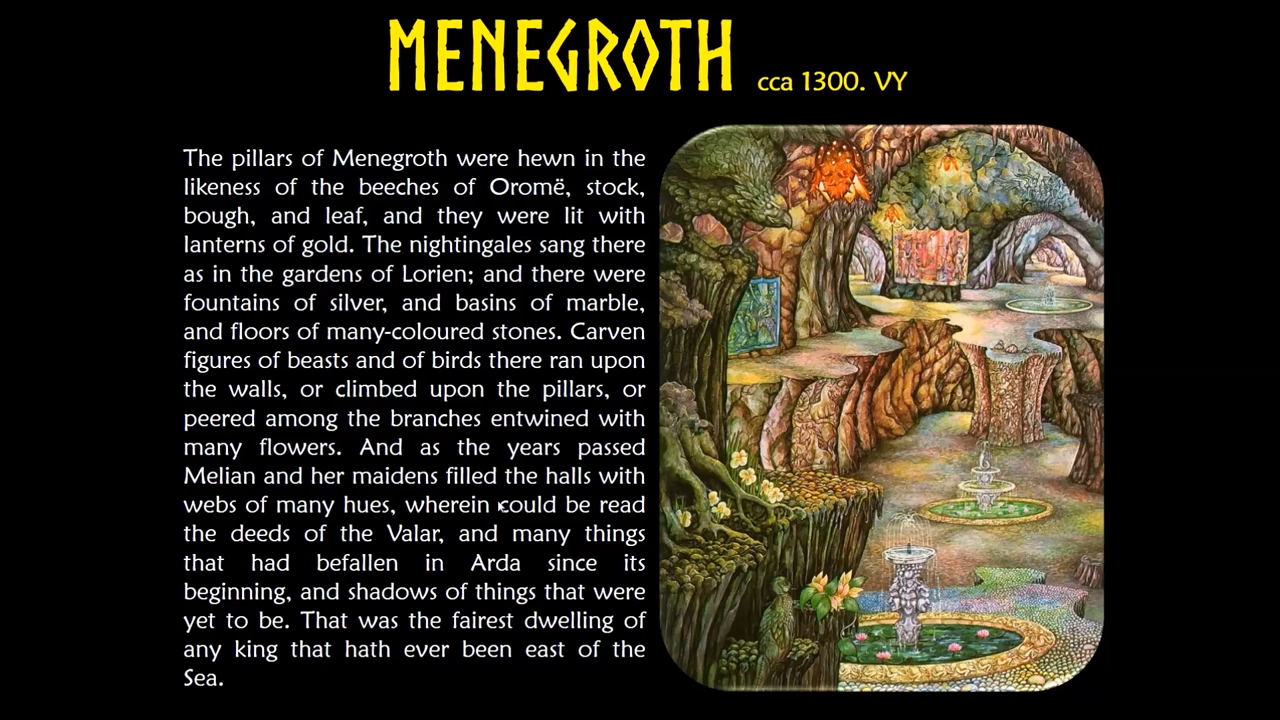 MENEGROTH cca 1300. VY
The pillars of Menegroth were hewn in the
likeness of the beeches of Oromë, stock,
bough, and leaf, and they were lit with
lanterns of gold. The nightingales sang there
as in the gardens of Lorien; and there were
fountains of silver, and basins of marble,
and floors of many-coloured stones. Carven
figures of beasts and of birds there ran upon
the walls, or climbed upon the pillars, or
peered among the branches entwined with
many flowers. And as the years passed
Melian and her maidens filled the halls with
webs of many hues, wherein could be read
the deeds of the Valar, and many things
that had befallen in Arda since its
beginning, and shadows of things that were
yet to be. That was the fairest dwelling of
any king that hath ever been east of the
Sea.